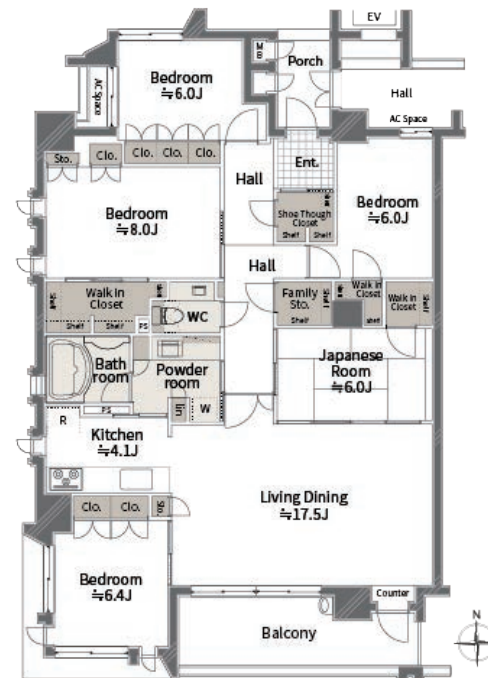 EV
MB
Porch
Hall
AC Space
Bedroom
≒6.0J
AC Space
Sto.
Clo.
Clo.
Clo.
Clo.
Ent.
Hall
Bedroom
≒6.0J
Bedroom
≒8.0J
Shoe Though
Closet
Shelf
Shelf
Hall
Walk In
Closet
Shelf
Shelf
Shelf
PS
WC
Family
Sto.
Shelf
Shelf
Walk In
Closet
Shelf
Walk In
Closet
Shelf
Bath
room
Powder
room
PS
lin
W
Japanese
Room
≒6.0J
R
Kitchen
≒4.1J
Living Dining
≒17.5J
Clo.
Clo.
Sto.
Bedroom
≒6.4J
Counter
Balcony
N